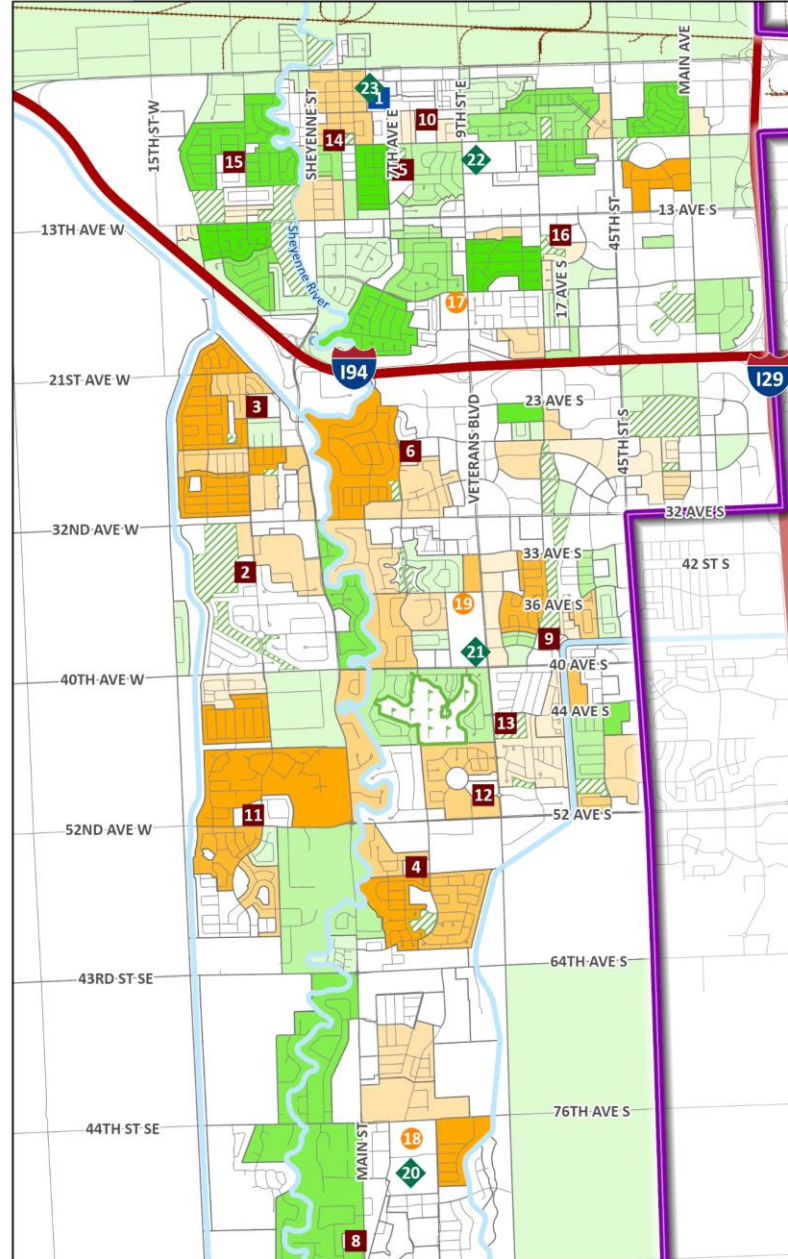 MAIN AVE
23
1
9TH ST E
15TH ST W
SHEYENNE ST
7TH AVE E
10
14
15
5
22
45TH ST
13 AVE S
13TH AVE W
16
Sheyenne River
17 AVE S
17
I94
I29
21ST AVE W
3
VETERANS BLVD
23 AVE S
45TH ST S
6
32 AVE S
32ND AVE W
33 AVE S
42 ST S
2
36 AVE S
19
9
21
40 AVE S
40TH AVE W
44 AVE S
13
12
11
52 AVE S
52ND AVE W
4
64TH AVE S
43RD ST SE
76TH AVE S
44TH ST SE
18
MAIN ST
20
8